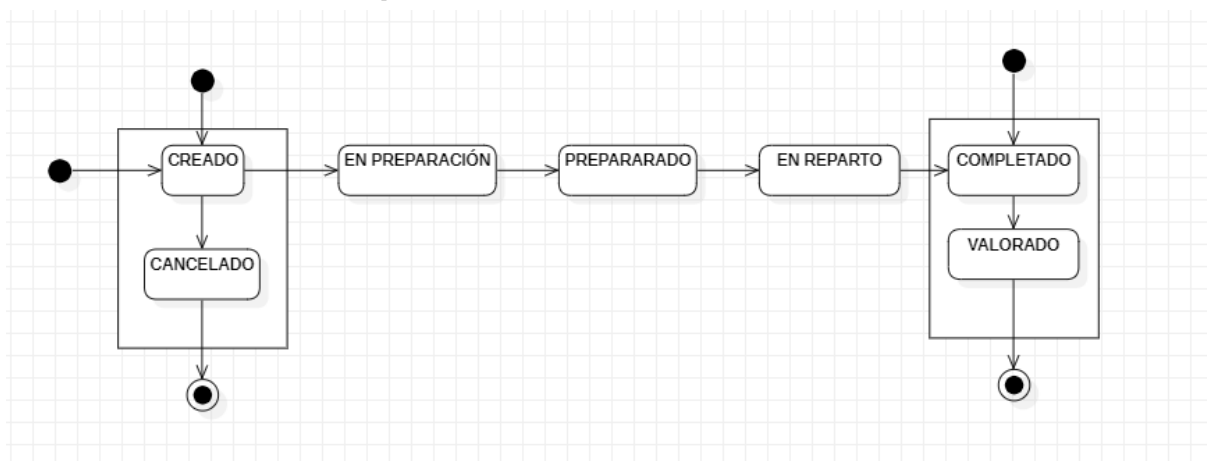 CREADO
EN PREPARACIÓN
PREPARARADO
EN REPARTO
COMPLETADO
CANCELADO
VALORADO